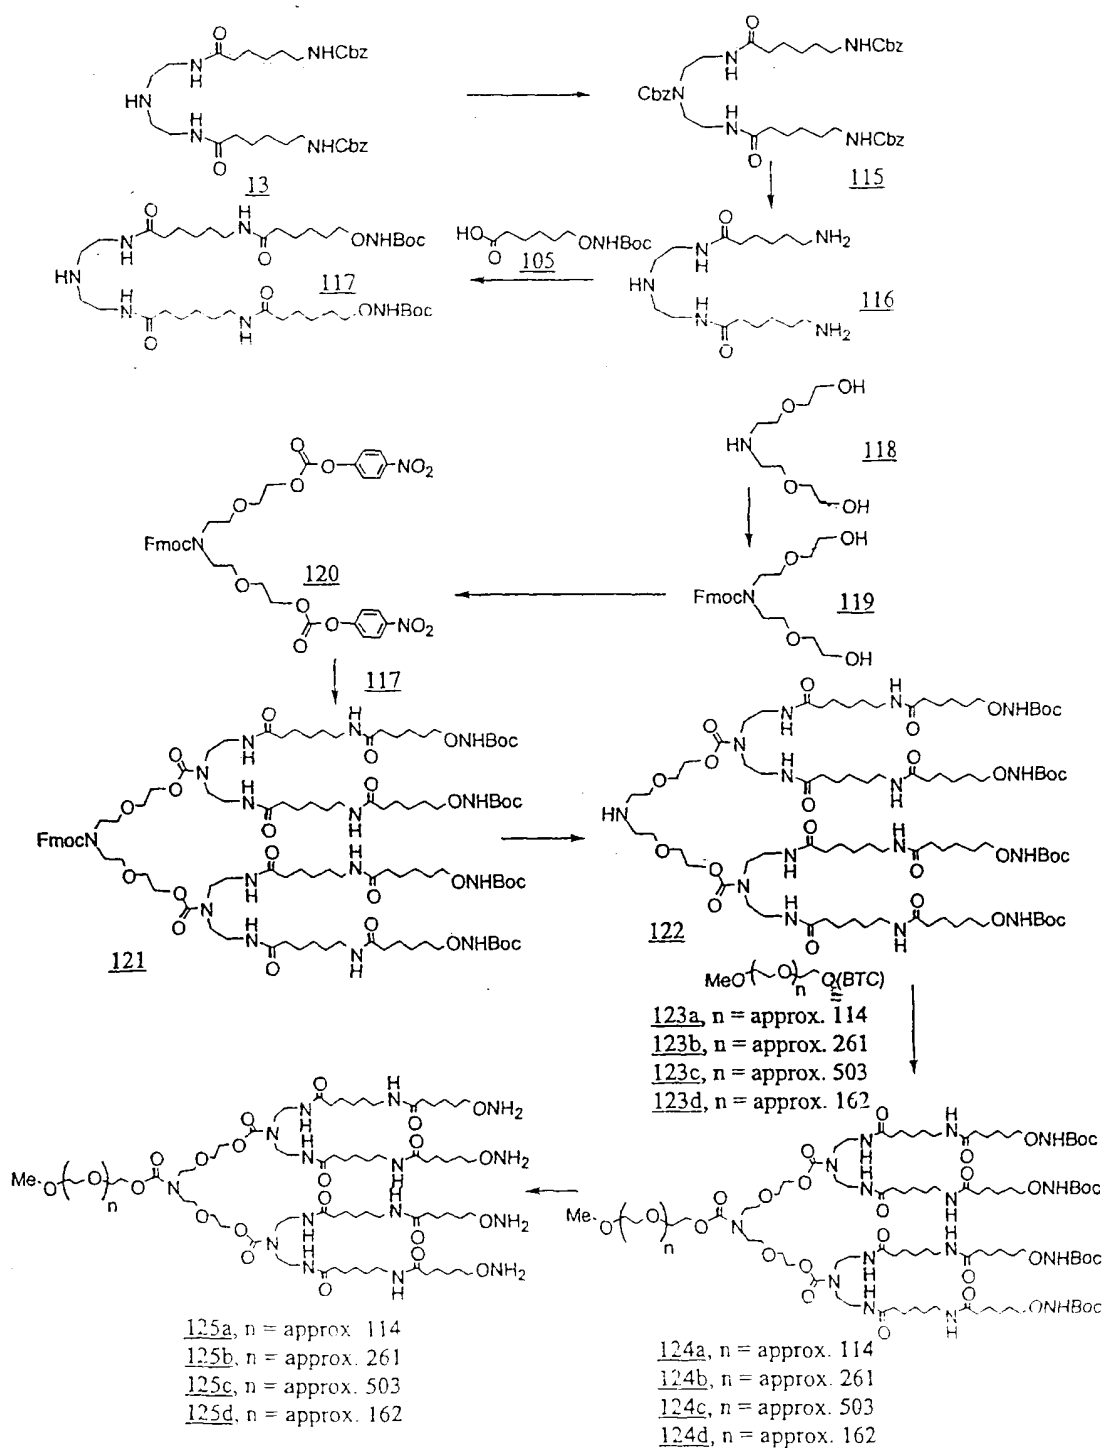 O
NHCbz
N
H
HN
H
N
NHCbz
O
13
O
NHCbz
N
H
CbzN
H
N
NHCbz
O
115
O
H
N
N
H
O
ONHBoc
HN
117
H
N
O
N
H
O
ONHBoc
HO
O
ONHBoc
105
O
NH2
N
H
HN
H
N
NH2
O
116
OH
O
HN
118
O
OH
O
O
O
NO2
O
FmocN
120
O
O
O
O
NO2
OH
O
FmocN
119
O
OH
117
O
H
N
N
H
O
ONHBoc
O
O
N
O
H
N
O
N
H
O
ONHBoc
FmocN
O
O
H
N
N
H
O
ONHBoc
O
O
N
H
N
O
N
H
O
ONHBoc
121
O
H
N
N
H
O
ONHBoc
O
O
N
O
H
N
O
N
H
O
ONHBoc
HN
O
O
H
N
N
H
O
ONHBoc
O
O
N
H
N
O
N
H
O
ONHBoc
122
MeO(O)n O(BTC)
123a, n = approx. 114
123b, n = approx. 261
123c, n = approx. 503
123d, n = approx. 162
O
H
N
N
H
O
ONH2
O
O
N
O
H
N
O
N
H
O
ONH2
Me
O
O
n
O
O
N
O
O
H
N
N
H
O
ONH2
O
O
N
H
N
O
N
H
O
ONH2
125a, n = approx 114
125b, n = approx. 261
125c, n = approx. 503
125d, n = approx. 162
O
H
N
N
H
O
ONHBoc
O
O
N
O
H
N
O
N
H
O
ONHBoc
Me
O
O
n
O
O
N
O
O
H
N
N
H
O
ONHBoc
O
O
N
H
N
O
N
H
O
ONHBoc
124a, n = approx. 114
124b, n = approx. 261
124c, n = approx. 503
124d, n = approx. 162